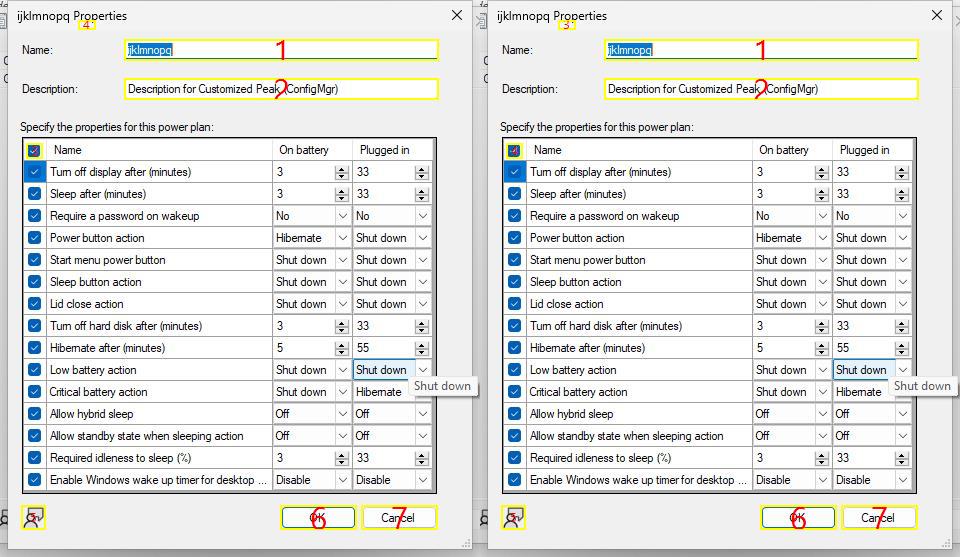 ijklmnopq Properties
4
Name:
ijklmnopq
1
Description:
Description for Customized Peak (ConfigMgr)
2
Specify the properties for this power plan:
Name On battery Plugged in
Turn off display after (minutes) 3 33
Sleep after (minutes) 3 33
Require a password on wakeup No No
Power button action Hibernate Shut down
Start menu power button Shut down Shut down
Sleep button action Shut down Shut down
Lid close action Shut down Shut down
Turn off hard disk after (minutes) 3 33
Hibernate after (minutes) 5 55
Low battery action Shut down Shut down
Shut down
Critical battery action Shut down Hibernate
Allow hybrid sleep Off Off
Allow standby state when sleeping action Off Off
Required idleness to sleep (%) 3 33
Enable Windows wake up timer for desktop ... Disable Disable
OK
6
Cancel
7
ijklmnopq Properties
3
Name:
ijklmnopq
1
Description:
Description for Customized Peak (ConfigMgr)
2
Specify the properties for this power plan:
Name On battery Plugged in
Turn off display after (minutes) 3 33
Sleep after (minutes) 3 33
Require a password on wakeup No No
Power button action Hibernate Shut down
Start menu power button Shut down Shut down
Sleep button action Shut down Shut down
Lid close action Shut down Shut down
Turn off hard disk after (minutes) 3 33
Hibernate after (minutes) 5 55
Low battery action Shut down Shut down
Shut down
Critical battery action Shut down Hibernate
Allow hybrid sleep Off Off
Allow standby state when sleeping action Off Off
Required idleness to sleep (%) 3 33
Enable Windows wake up timer for desktop ... Disable Disable
OK
6
Cancel
7